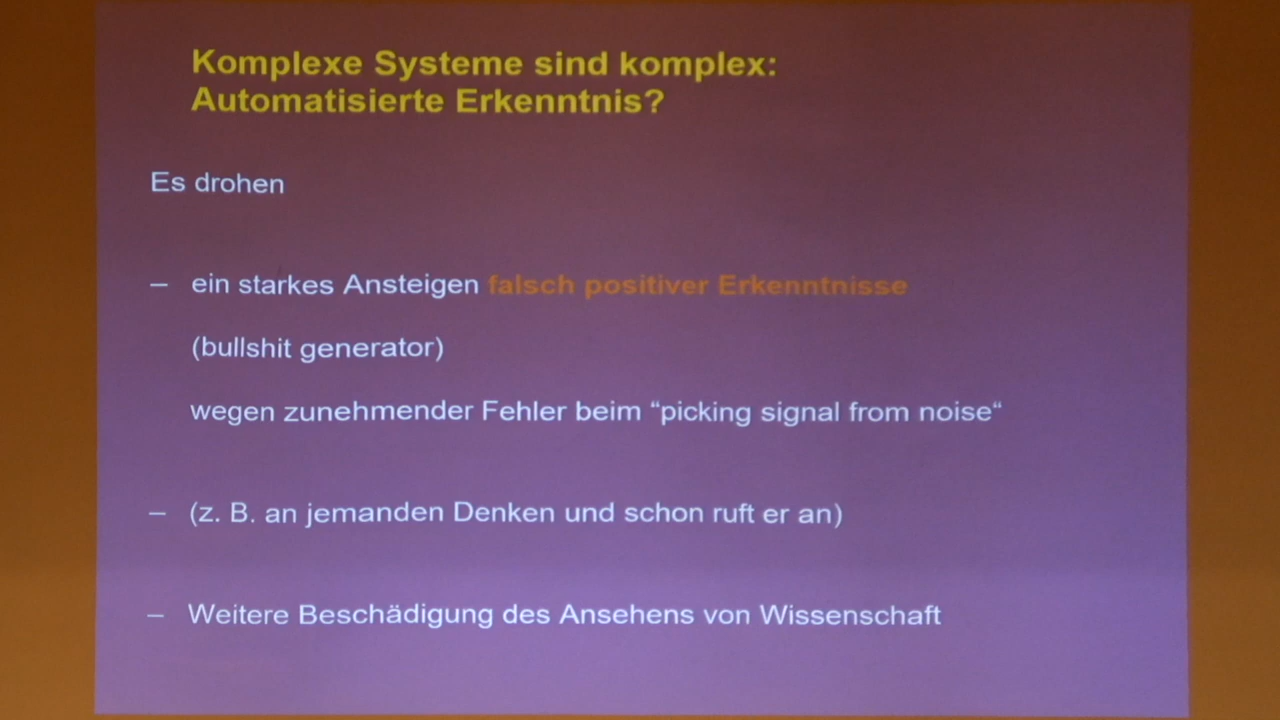 Komplexe Systeme sind komplex:
Automatisierte Erkenntnis?
Es drohen
– ein starkes Ansteigen falsch positiver Erkenntnisse
(bullshit generator)
wegen zunehmender Fehler beim “picking signal from noise“
– (z. B. an jemanden Denken und schon ruft er an)
– Weitere Beschädigung des Ansehens von Wissenschaft